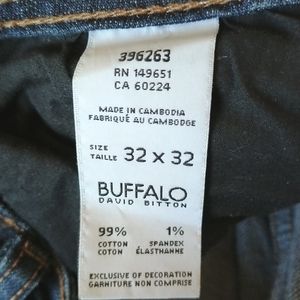 396263
RN 149651
CA 60224
MADE IN CAMBODIA
FABRIQUÉ AU CAMBODGE
SIZE
TAILLE 32 x 32
BUFFALO
DAVID BITTON
99% 1%
COTTON SPANDEX
COTON ÉLASTHANNE
EXCLUSIVE OF DECORATION
GARNITURE NON COMPRISE